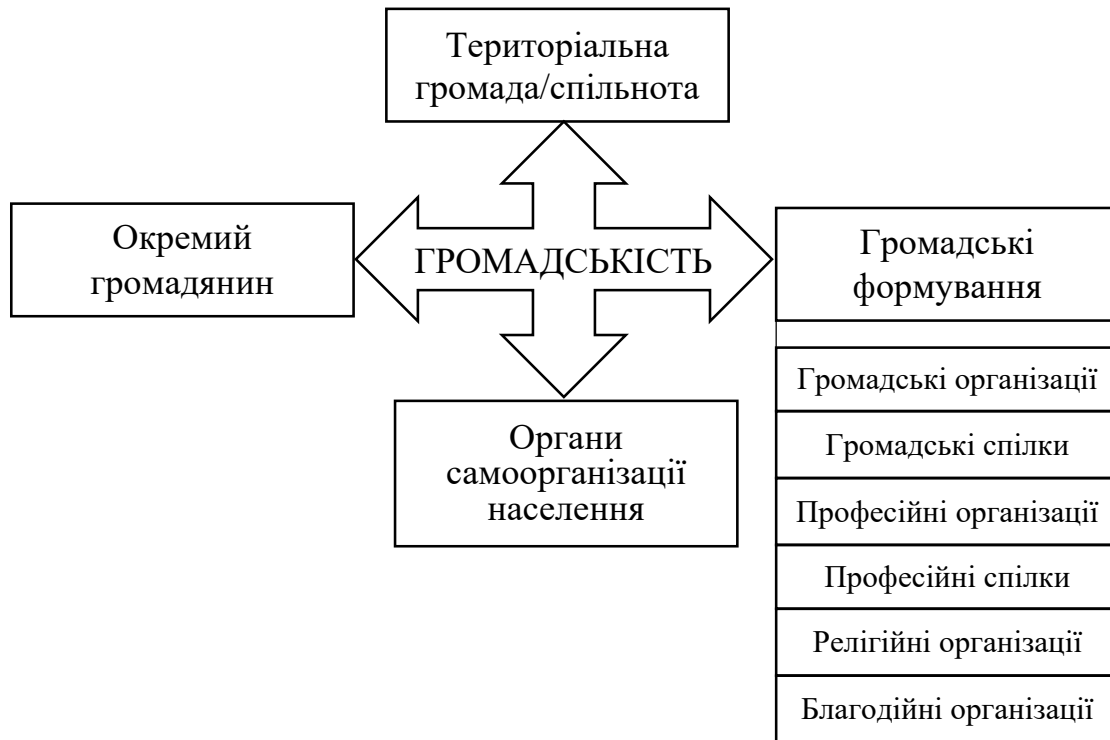 Територіальна
громада/спільнота
Окремий
громадянин
ГРОМАДСЬКІСТЬ
Громадські
формування
Органи
самоорганізації
населення
Громадські організації
Громадські спілки
Професійні організації
Професійні спілки
Релігійні організації
Благодійні організації